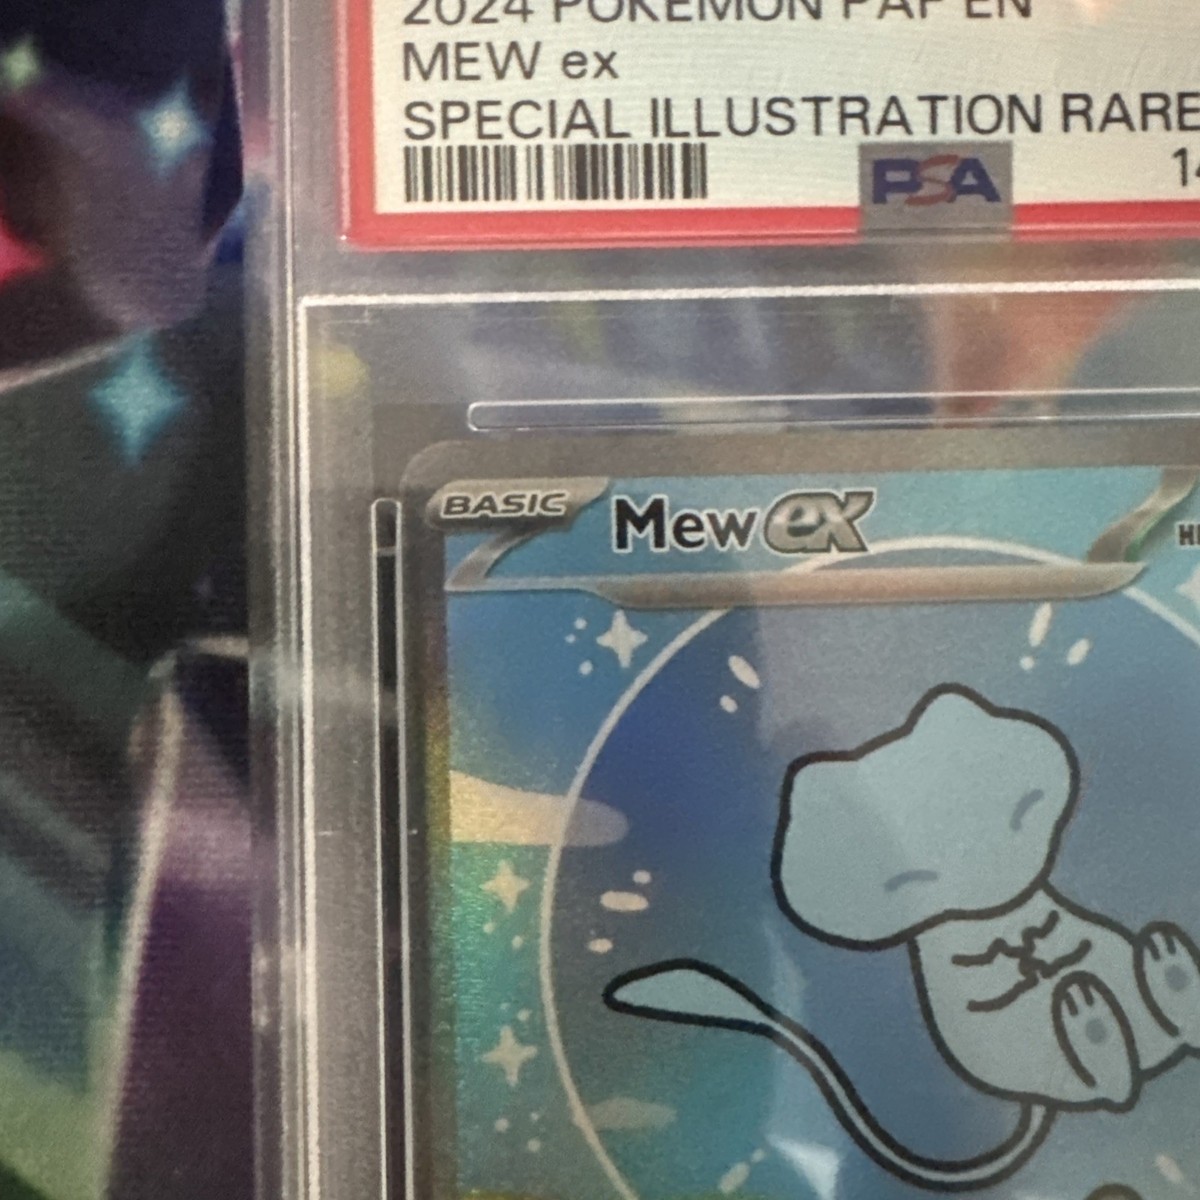 2024 POKEMON PAF EN
MEW ex
SPECIAL ILLUSTRATION RARE
PSA
BASIC
Mew ex